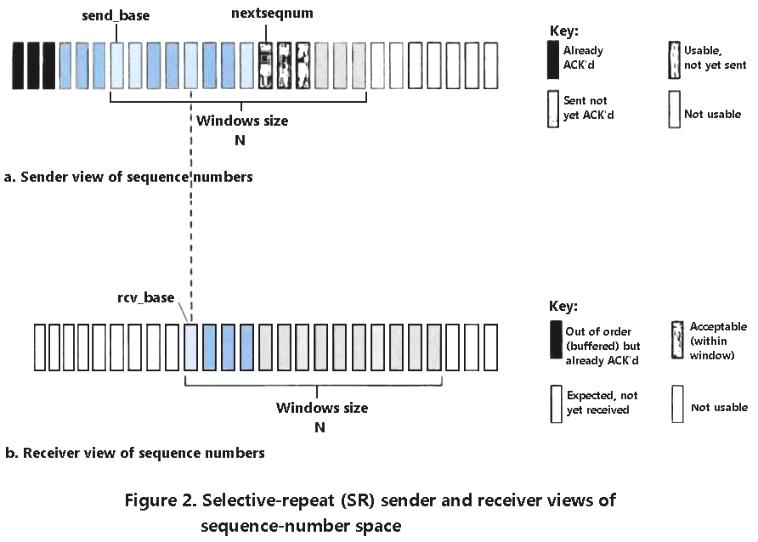 send_base
nextseqnum
Windows size
N
a. Sender view of sequence numbers
Key:
Already
ACK'd
Usable,
not yet sent
Sent not
yet ACK'd
Not usable
rcv_base
Windows size
N
b. Receiver view of sequence numbers
Key:
Out of order
(buffered) but
already ACK'd
Acceptable
(within
window)
Expected, not
yet received
Not usable
Figure 2. Selective-repeat (SR) sender and receiver views of
sequence-number space